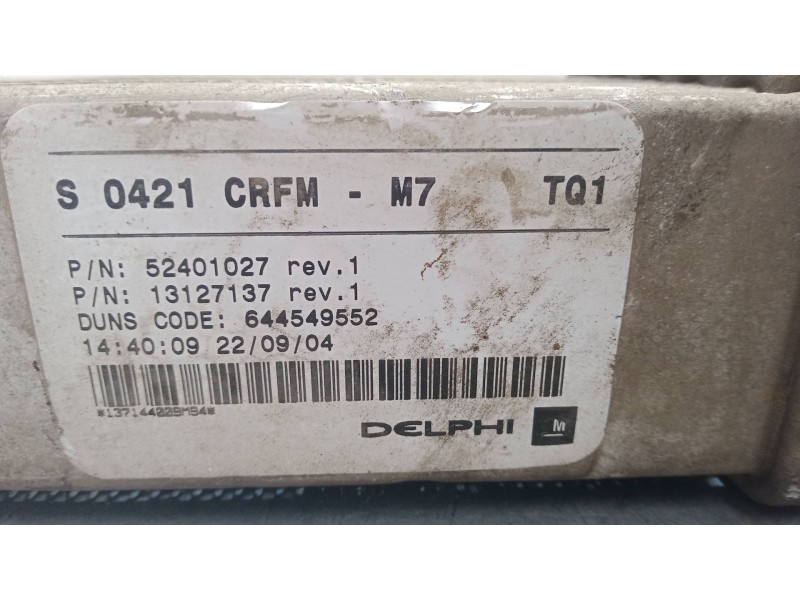 S 0421 CRFM - M7 TQ1
P/N: 52401027 rev.1
P/N: 13127137 rev.1
DUNS CODE: 644549552
14:40:09 22/09/04
DELPHI M